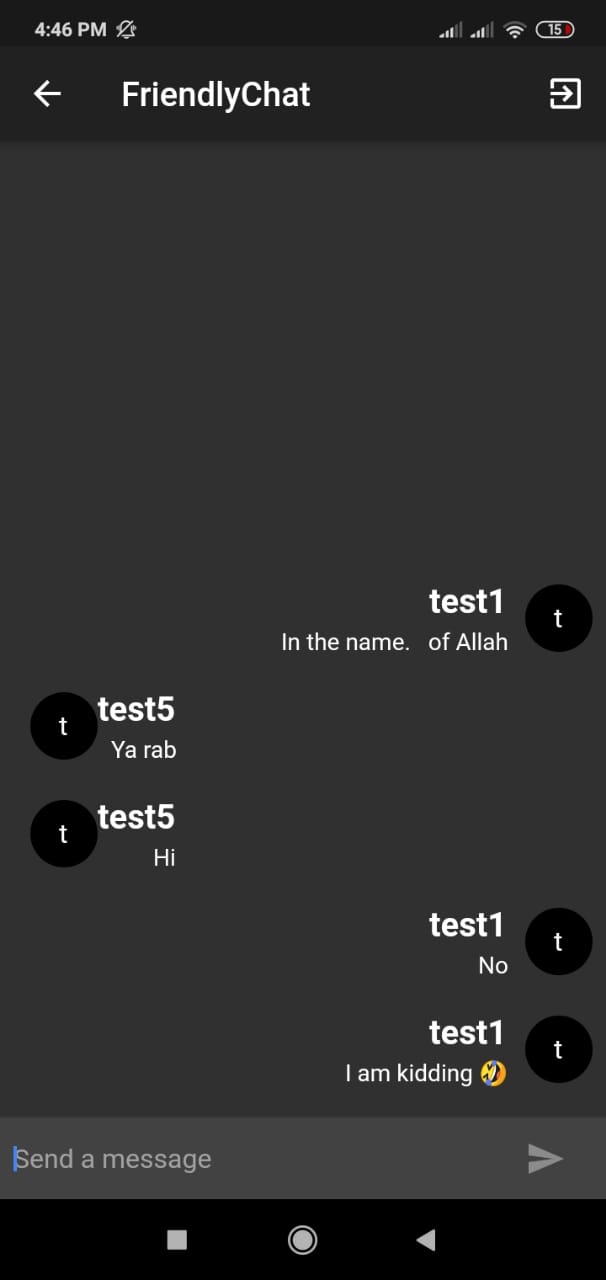 4:46 PM 15
FriendlyChat
test1
t
In the name.   of Allah
test5
t
Ya rab
test5
t
Hi
test1
t
No
test1
t
I am kidding 🤣
Send a message